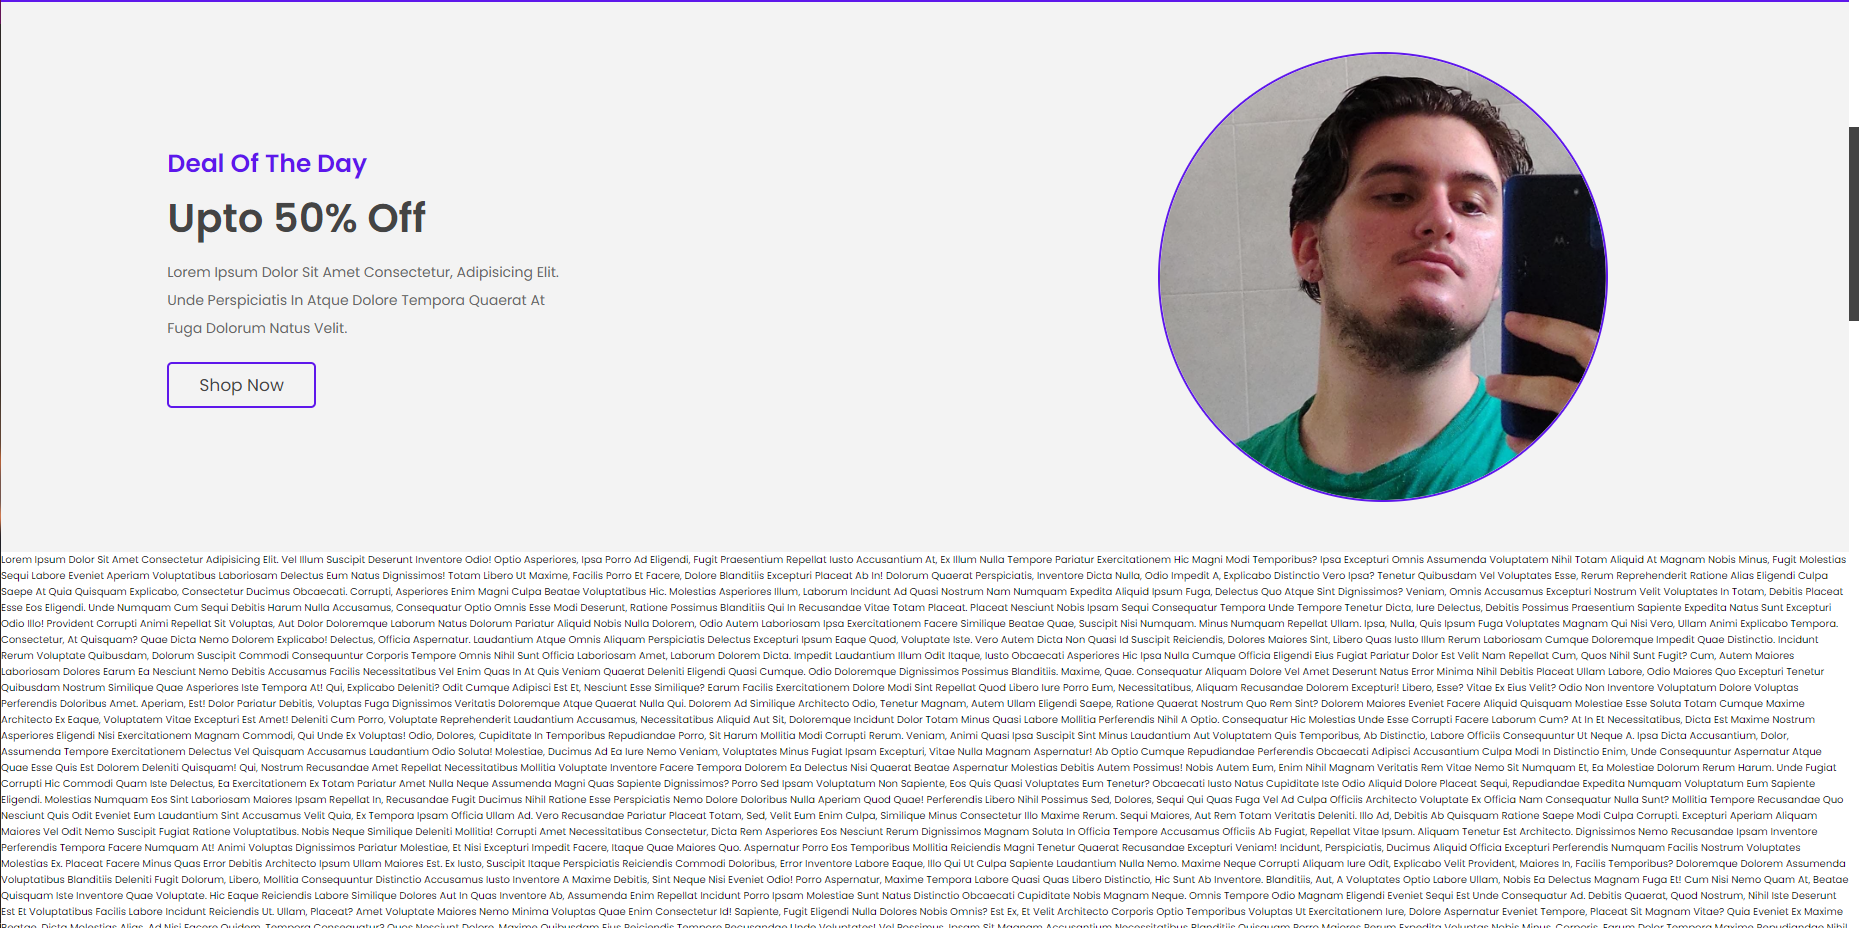 Deal Of The Day
Upto 50% Off
Lorem Ipsum Dolor Sit Amet Consectetur, Adipisicing Elit.
Unde Perspiciatis In Atque Dolore Tempora Quaerat At
Fuga Dolorum Natus Velit.
Shop Now
Lorem Ipsum Dolor Sit Amet Consectetur Adipisicing Elit. Vel Illum Suscipit Deserunt Inventore Odio! Optio Asperiores, Ipsa Porro Ad Eligendi, Fugit Praesentium Repellat Iusto Accusantium At, Ex Illum Nulla Tempore Pariatur Exercitationem Hic Magni Modi Temporibus? Ipsa Excepturi Omnis Assumenda Voluptatem Nihil Totam Aliquid At Magnam Nobis Minus, Fugit Molestias
Sequi Labore Eveniet Aperiam Voluptatibus Laboriosam Delectus Eum Natus Dignissimos! Totam Libero Ut Maxime, Facilis Porro Et Facere, Dolore Blanditiis Excepturi Placeat Ab In! Dolorum Quaerat Perspiciatis, Inventore Dicta Nulla, Odio Impedit A, Explicabo Distinctio Vero Ipsa? Tenetur Quibusdam Vel Voluptates Esse, Rerum Reprehenderit Ratione Alias Eligendi Culpa
Saepe At Quia Quisquam Explicabo, Consectetur Ducimus Obcaecati. Corrupti, Asperiores Enim Magni Culpa Beatae Voluptatibus Hic. Molestias Asperiores Illum, Laborum Incidunt Ad Quasi Nostrum Nam Numquam Expedita Aliquid Ipsum Fuga, Delectus Quo Atque Sint Dignissimos? Veniam, Omnis Accusamus Excepturi Nostrum Velit Voluptates In Totam, Debitis Placeat
Esse Eos Eligendi. Unde Numquam Cum Sequi Debitis Harum Nulla Accusamus, Consequatur Optio Omnis Esse Modi Deserunt, Ratione Possimus Blanditiis Qui In Recusandae Vitae Totam Placeat. Placeat Nesciunt Nobis Ipsam Sequi Consequatur Tempora Unde Tempore Tenetur Dicta, Iure Delectus, Debitis Possimus Praesentium Sapiente Expedita Natus Sunt Excepturi
Odio Illo! Provident Corrupti Animi Repellat Sit Voluptas, Aut Dolor Doloremque Laborum Natus Dolorum Pariatur Aliquid Nobis Nulla Dolorem, Odio Autem Laboriosam Ipsa Exercitationem Facere Similique Beatae Quae, Suscipit Nisi Numquam. Minus Numquam Repellat Ullam. Ipsa, Nulla, Quis Ipsum Fuga Voluptates Magnam Qui Nisi Vero, Ullam Animi Explicabo Tempora.
Consectetur, At Quisquam? Quae Dicta Nemo Dolorem Explicabo! Delectus, Officia Aspernatur. Laudantium Atque Omnis Aliquam Perspiciatis Delectus Excepturi Ipsum Eaque Quod, Voluptate Iste. Vero Autem Dicta Non Quasi Id Suscipit Reiciendis, Dolores Maiores Sint, Libero Quas Iusto Illum Rerum Laboriosam Cumque Doloremque Impedit Quae Distinctio. Incidunt
Rerum Voluptate Quibusdam, Dolorum Suscipit Commodi Consequuntur Corporis Tempore Omnis Nihil Sunt Officia Laboriosam Amet, Laborum Dolorem Dicta. Impedit Laudantium Illum Odit Itaque, Iusto Obcaecati Asperiores Hic Ipsa Nulla Cumque Officia Eligendi Eius Fugiat Pariatur Dolor Est Velit Nam Repellat Cum, Quos Nihil Sunt Fugit? Cum, Autem Maiores
Laboriosam Dolores Earum Ea Nesciunt Nemo Debitis Accusamus Facilis Necessitatibus Vel Enim Quas In At Quis Veniam Quaerat Deleniti Eligendi Quasi Cumque. Odio Doloremque Dignissimos Possimus Blanditiis. Maxime, Quae. Consequatur Aliquam Dolore Vel Amet Deserunt Natus Error Minima Nihil Debitis Placeat Ullam Labore, Odio Maiores Quo Excepturi Tenetur
Quibusdam Nostrum Similique Quae Asperiores Iste Tempora At! Qui, Explicabo Deleniti? Odit Cumque Adipisci Est Et, Nesciunt Esse Similique? Earum Facilis Exercitationem Dolore Modi Sint Repellat Quod Libero Iure Porro Eum, Necessitatibus, Aliquam Recusandae Dolorem Excepturi! Libero, Esse? Vitae Ex Eius Velit? Odio Non Inventore Voluptatum Dolore Voluptas
Perferendis Doloribus Amet. Aperiam, Est! Dolor Pariatur Debitis, Voluptas Fuga Dignissimos Veritatis Doloremque Atque Quaerat Nulla Qui. Dolorem Ad Similique Architecto Odio, Tenetur Magnam, Autem Ullam Eligendi Saepe, Ratione Quaerat Nostrum Quo Rem Sint? Dolorem Maiores Eveniet Facere Aliquid Quisquam Molestiae Esse Soluta Totam Cumque Maxime
Architecto Ex Eaque, Voluptatem Vitae Excepturi Est Amet! Deleniti Cum Porro, Voluptate Reprehenderit Laudantium Accusamus, Necessitatibus Aliquid Aut Sit, Doloremque Incidunt Dolor Totam Minus Quasi Labore Mollitia Perferendis Nihil A Optio. Consequatur Hic Molestias Unde Esse Corrupti Facere Laborum Cum? At In Et Necessitatibus, Dicta Est Maxime Nostrum
Asperiores Eligendi Nisi Exercitationem Magnam Commodi, Qui Unde Ex Voluptas! Odio, Dolores, Cupiditate In Temporibus Repudiandae Porro, Sit Harum Mollitia Modi Corrupti Rerum. Veniam, Animi Quasi Ipsa Suscipit Sint Minus Laudantium Aut Voluptatem Quis Temporibus, Ab Distinctio, Labore Officiis Consequuntur Ut Neque A. Ipsa Dicta Accusantium, Dolor,
Assumenda Tempore Exercitationem Delectus Vel Quisquam Accusamus Laudantium Odio Soluta! Molestiae, Ducimus Ad Ea Iure Nemo Veniam, Voluptates Minus Fugiat Ipsam Excepturi, Vitae Nulla Magnam Aspernatur! Ab Optio Cumque Repudiandae Perferendis Obcaecati Adipisci Accusantium Culpa Modi In Distinctio Enim, Unde Consequuntur Aspernatur Atque
Quae Esse Quis Est Dolorem Deleniti Quisquam! Qui, Nostrum Recusandae Amet Repellat Necessitatibus Mollitia Voluptate Inventore Facere Tempora Dolorem Ea Delectus Nisi Quaerat Beatae Aspernatur Molestias Debitis Autem Possimus! Nobis Autem Eum, Enim Nihil Magnam Veritatis Rem Vitae Nemo Sit Numquam Et, Ea Molestiae Dolorum Rerum Harum. Unde Fugiat
Corrupti Hic Commodi Quam Iste Delectus, Ea Exercitationem Ex Totam Pariatur Amet Nulla Neque Assumenda Magni Quas Sapiente Dignissimos? Porro Sed Ipsam Voluptatum Non Sapiente, Eos Quis Quasi Voluptates Eum Tenetur? Obcaecati Iusto Natus Cupiditate Iste Odio Aliquid Dolore Placeat Sequi, Repudiandae Expedita Numquam Voluptatum Eum Sapiente
Eligendi. Molestias Numquam Eos Sint Laboriosam Maiores Ipsam Repellat In, Recusandae Fugit Ducimus Nihil Ratione Esse Perspiciatis Nemo Dolore Doloribus Nulla Aperiam Quod Quae! Perferendis Libero Nihil Possimus Sed, Dolores, Sequi Qui Quas Fuga Vel Ad Culpa Officiis Architecto Voluptate Ex Officia Nam Consequatur Nulla Sunt? Mollitia Tempora Recusandae Quo
Nesciunt Quis Odit Eveniet Eum Laudantium Sint Accusamus Velit Quia, Ex Tempora Ipsam Officia Ullam Ad. Vero Recusandae Pariatur Placeat Totam, Sed, Velit Eum Enim Culpa, Similique Minus Consectetur Illo Maxime Rerum. Sequi Maiores, Aut Rem Totam Veritatis Deleniti. Illo Ad, Debitis Ab Quisquam Ratione Saepe Modi Culpa Corrupti. Excepturi Aperiam Aliquam
Maiores Vel Odit Nemo Suscipit Fugiat Ratione Voluptatibus. Nobis Neque Similique Deleniti Mollitia! Corrupti Amet Necessitatibus Consectetur, Dicta Rem Asperiores Eos Nesciunt Rerum Dignissimos Magnam Soluta In Officia Tempore Accusamus Officiis Ab Fugiat, Repellat Vitae Ipsum. Aliquam Tenetur Est Architecto. Dignissimos Nemo Recusandae Ipsam Inventore
Perferendis Tempora Facere Numquam At! Animi Voluptas Dignissimos Pariatur Molestiae, Et Nisi Excepturi Impedit Facere, Itaque Quae Maiores Quo. Aspernatur Porro Eos Temporibus Mollitia Reiciendis Magni Tenetur Quaerat Recusandae Excepturi Veniam! Incidunt, Perspiciatis, Ducimus Aliquid Officia Excepturi Perferendis Numquam Facilis Nostrum Voluptates
Molestias Ex. Placeat Facere Minus Quas Error Debitis Architecto Ipsum Ullam Maiores Est. Ex Iusto, Suscipit Itaque Perspiciatis Reiciendis Commodi Doloribus, Error Inventore Labore Eaque, Illo Qui Ut Culpa Sapiente Laudantium Nulla Nemo. Maxime Neque Corrupti Aliquam Iure Odit, Explicabo Velit Provident, Maiores In, Facilis Temporibus? Doloremque Dolorem Assumenda
Voluptatibus Blanditiis Deleniti Fugit Dolorum, Libero, Mollitia Consequuntur Distinctio Accusamus Iusto Inventore A Maxime Debitis, Sint Neque Nisi Eveniet Odio! Porro Aspernatur, Maxime Tempora Labore Quasi Quas Libero Distinctio, Hic Sunt Ab Inventore. Blanditiis, Aut, A Voluptates Optio Labore Ullam, Nobis Ea Delectus Magnam Fuga Et! Cum Nisi Nemo Quam At, Beatae
Quisquam Iste Inventore Quae Voluptate. Hic Eaque Reiciendis Labore Similique Dolores Aut In Quas Inventore Ab, Assumenda Enim Repellat Incidunt Porro Ipsam Molestiae Sunt Natus Distinctio Obcaecati Cupiditate Nobis Magnam Neque. Omnis Tempore Odio Magnam Eligendi Eveniet Sequi Est Unde Consequatur Ad. Debitis Quaerat, Quod Nostrum, Nihil Iste Deserunt
Est Et Voluptatibus Facilis Labore Incidunt Reiciendis Ut. Ullam, Placeat? Amet Voluptate Maiores Nemo Minima Voluptas Quae Enim Consectetur Id! Sapiente, Fugit Eligendi Nulla Dolores Nobis Omnis? Est Ex, Et Velit Architecto Corporis Optio Temporibus Voluptas Ut Exercitationem Iure, Dolore Aspernatur Eveniet Tempore, Placeat Sit Magnam Vitae? Quia Eveniet Ex Maxime